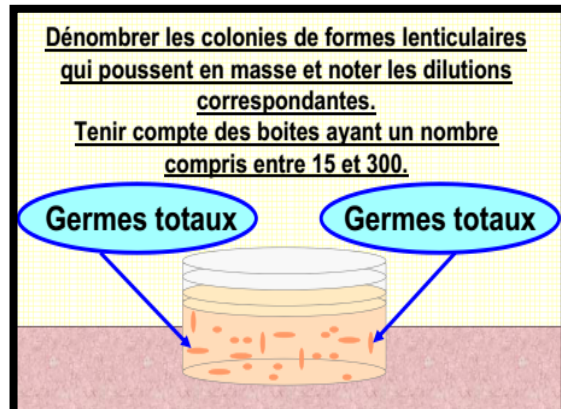 Dénombrer les colonies de formes lenticulaires
qui poussent en masse et noter les dilutions
correspondantes.
Tenir compte des boites ayant un nombre
compris entre 15 et 300.
Germes totaux
Germes totaux